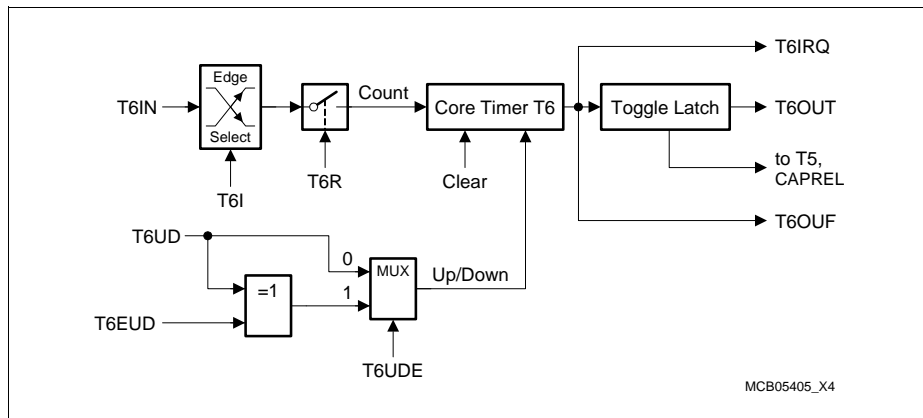 T6IRQ
Edge
Select
T6IN
Count
Core Timer T6
Toggle Latch
T6OUT
T6I
T6R
Clear
to T5,
CAPREL
T6OUF
T6UD
0
MUX
Up/Down
=1
1
T6EUD
T6UDE
MCB05405_X4